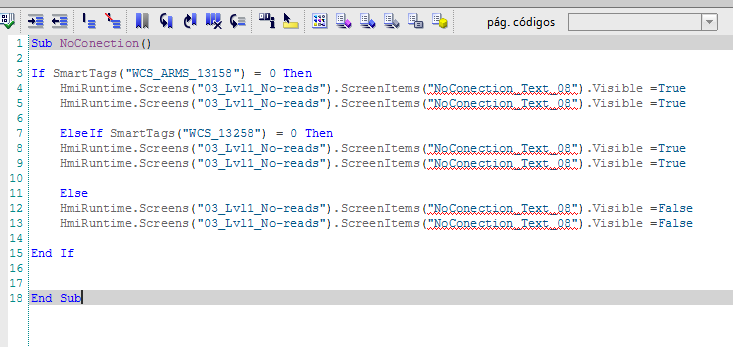 pág. códigos
1 Sub NoConection()
2
3 If SmartTags("WCS_ARMS_13158") = 0 Then
4 HmiRuntime.Screens("03_Lvl1_No-reads").ScreenItems("NoConection_Text_08").Visible =True
5 HmiRuntime.Screens("03_Lvl1_No-reads").ScreenItems("NoConection_Text_08").Visible =True
6
7 ElseIf SmartTags("WCS_13258") = 0 Then
8 HmiRuntime.Screens("03_Lvl1_No-reads").ScreenItems("NoConection_Text_08").Visible =True
9 HmiRuntime.Screens("03_Lvl1_No-reads").ScreenItems("NoConection_Text_08").Visible =True
10
11 Else
12 HmiRuntime.Screens("03_Lvl1_No-reads").ScreenItems("NoConection_Text_08").Visible =False
13 HmiRuntime.Screens("03_Lvl1_No-reads").ScreenItems("NoConection_Text_08").Visible =False
14
15 End If
16
17
18 End Sub